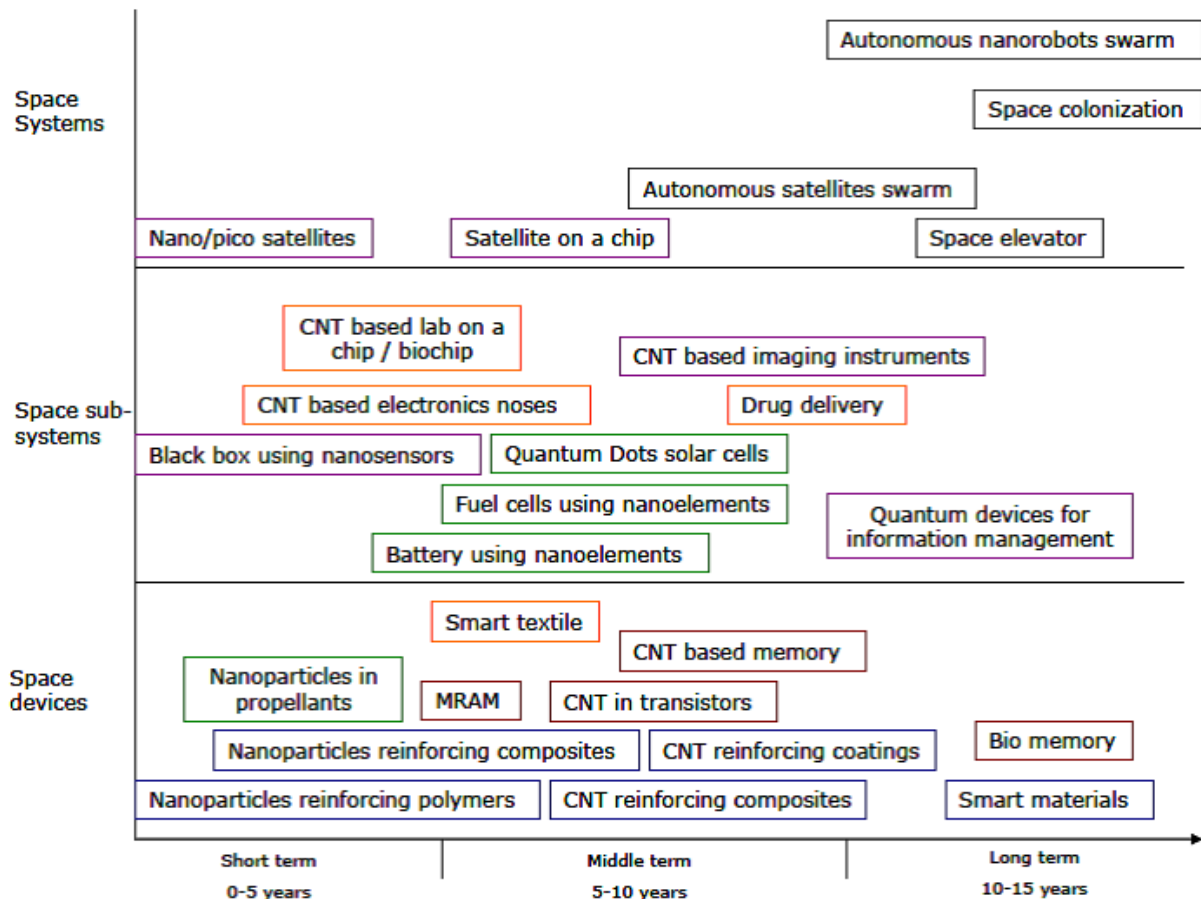 Autonomous nanorobots swarm
Space
Systems
Space colonization
Autonomous satellites swarm
Nano/pico satellites
Satellite on a chip
Space elevator
CNT based lab on a
chip / biochip
CNT based imaging instruments
Space sub-
systems
CNT based electronics noses
Drug delivery
Black box using nanosensors
Quantum Dots solar cells
Fuel cells using nanoelements
Quantum devices for
information management
Battery using nanoelements
Smart textile
CNT based memory
Space
devices
Nanoparticles in
propellants
MRAM
CNT in transistors
Nanoparticles reinforcing composites
CNT reinforcing coatings
Bio memory
Nanoparticles reinforcing polymers
CNT reinforcing composites
Smart materials
Short term
0-5 years
Middle term
5-10 years
Long term
10-15 years